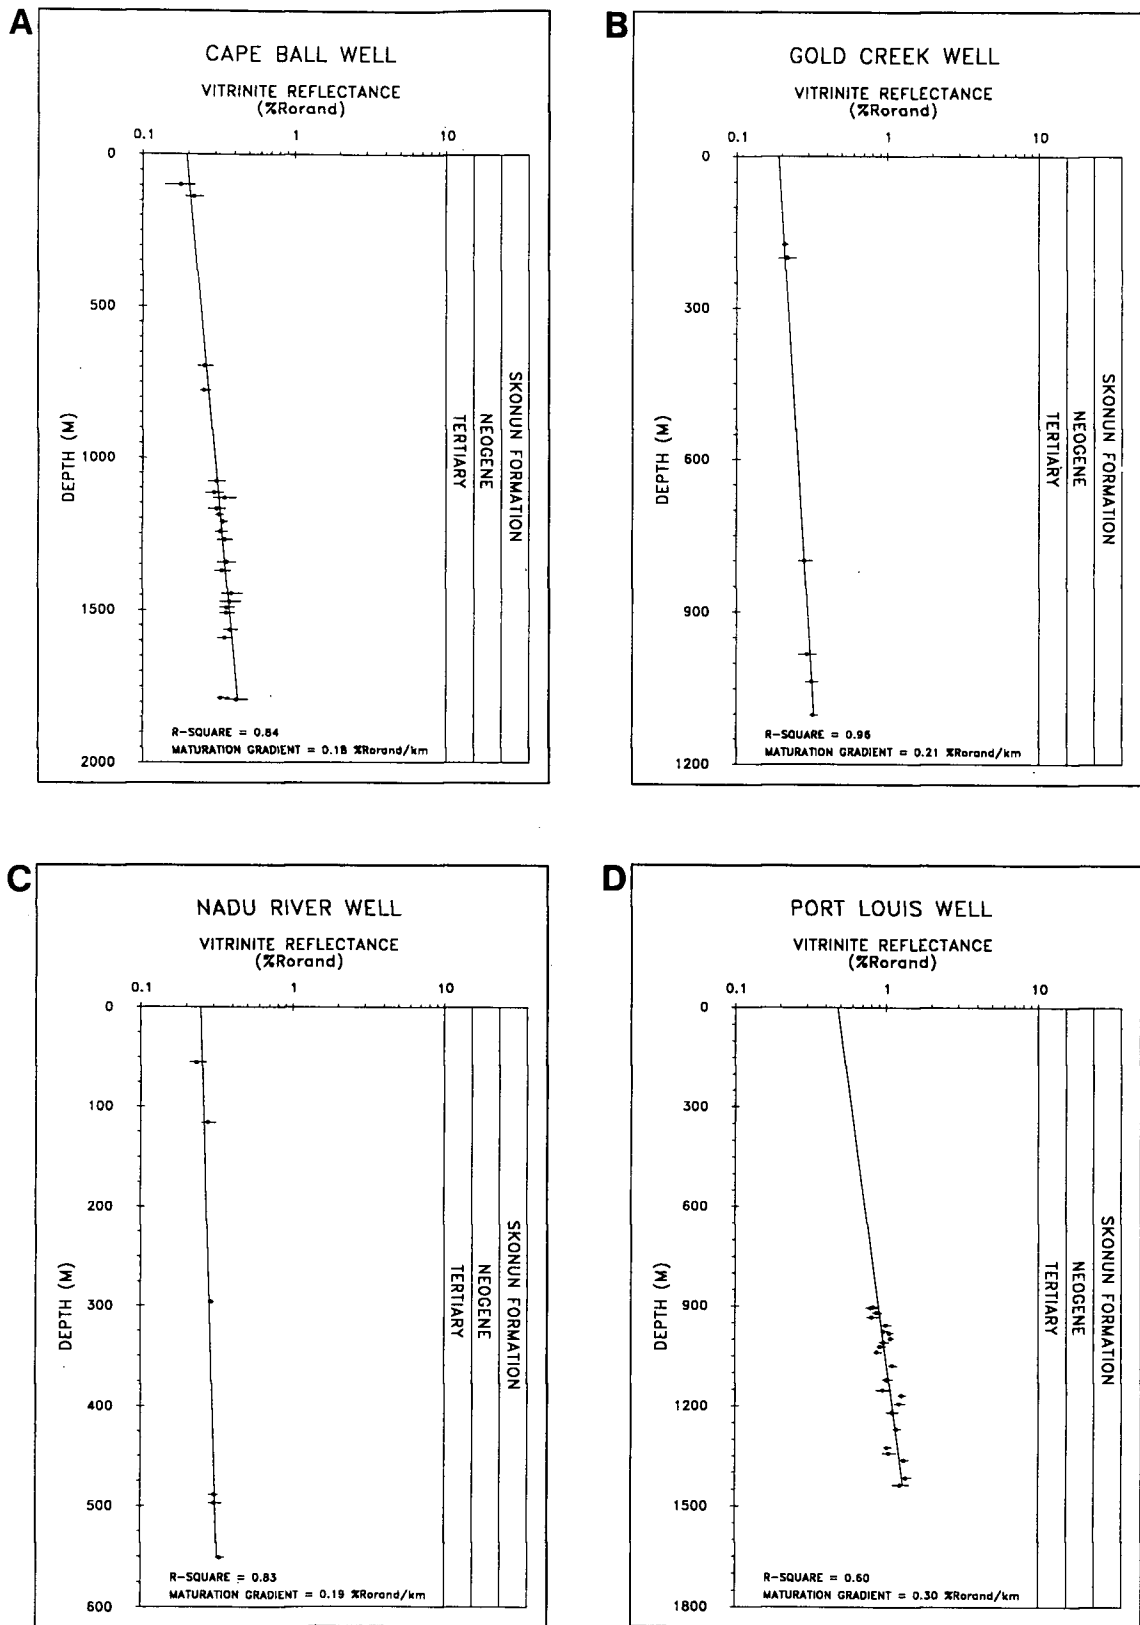 A
CAPE BALL WELL
VITRINITE REFLECTANCE
(%Rorand)
0.1 1 10
0
500
1000
1500
2000
DEPTH (M)
TERTIARY
NEOGENE
SKONUN FORMATION
R-SQUARE = 0.84
MATURATION GRADIENT = 0.18 %Rorand/km
B
GOLD CREEK WELL
VITRINITE REFLECTANCE
(%Rorand)
0.1 1 10
0
300
600
900
1200
DEPTH (M)
TERTIARY
NEOGENE
SKONUN FORMATION
R-SQUARE = 0.96
MATURATION GRADIENT = 0.21 %Rorand/km
C
NADU RIVER WELL
VITRINITE REFLECTANCE
(%Rorand)
0.1 1 10
0
100
200
300
400
500
600
DEPTH (M)
TERTIARY
NEOGENE
SKONUN FORMATION
R-SQUARE = 0.83
MATURATION GRADIENT = 0.19 %Rorand/km
D
PORT LOUIS WELL
VITRINITE REFLECTANCE
(%Rorand)
0.1 1 10
0
300
600
900
1200
1500
1800
DEPTH (M)
TERTIARY
NEOGENE
SKONUN FORMATION
R-SQUARE = 0.60
MATURATION GRADIENT = 0.30 %Rorand/km